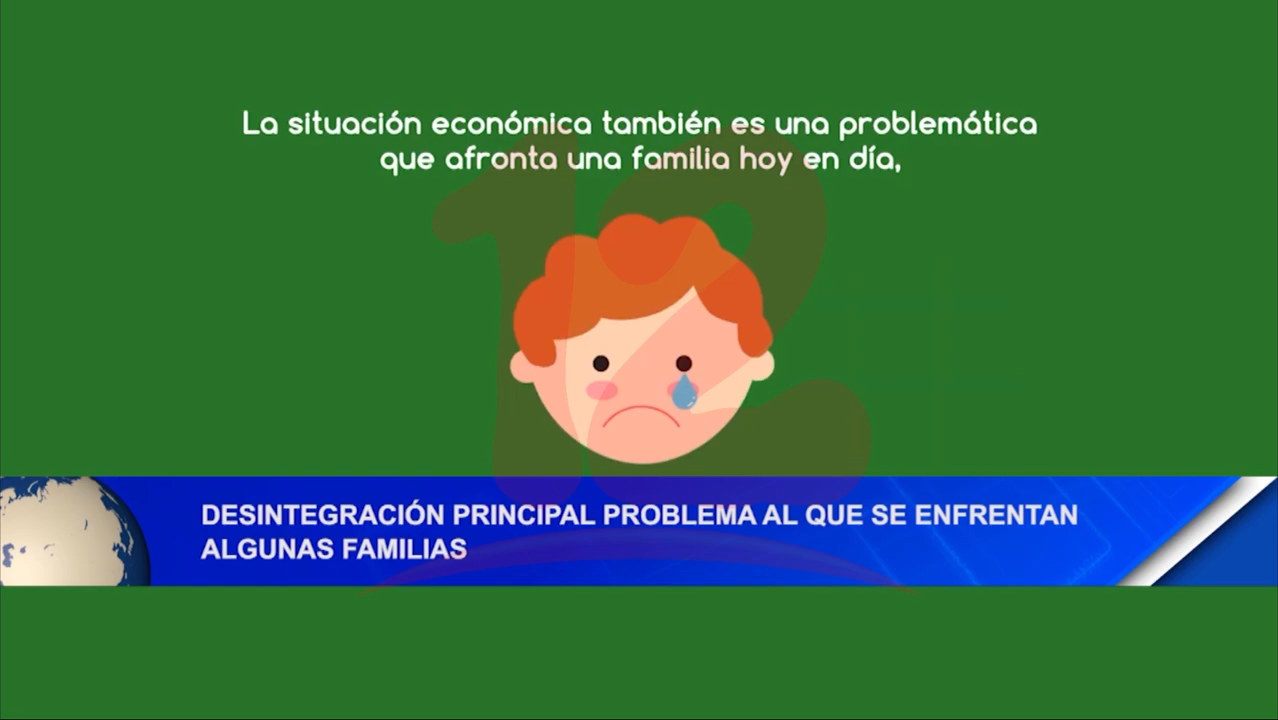 La situación económica también es una problemática
que afronta una familia hoy en día,
12
DESINTEGRACIÓN PRINCIPAL PROBLEMA AL QUE SE ENFRENTAN
ALGUNAS FAMILIAS